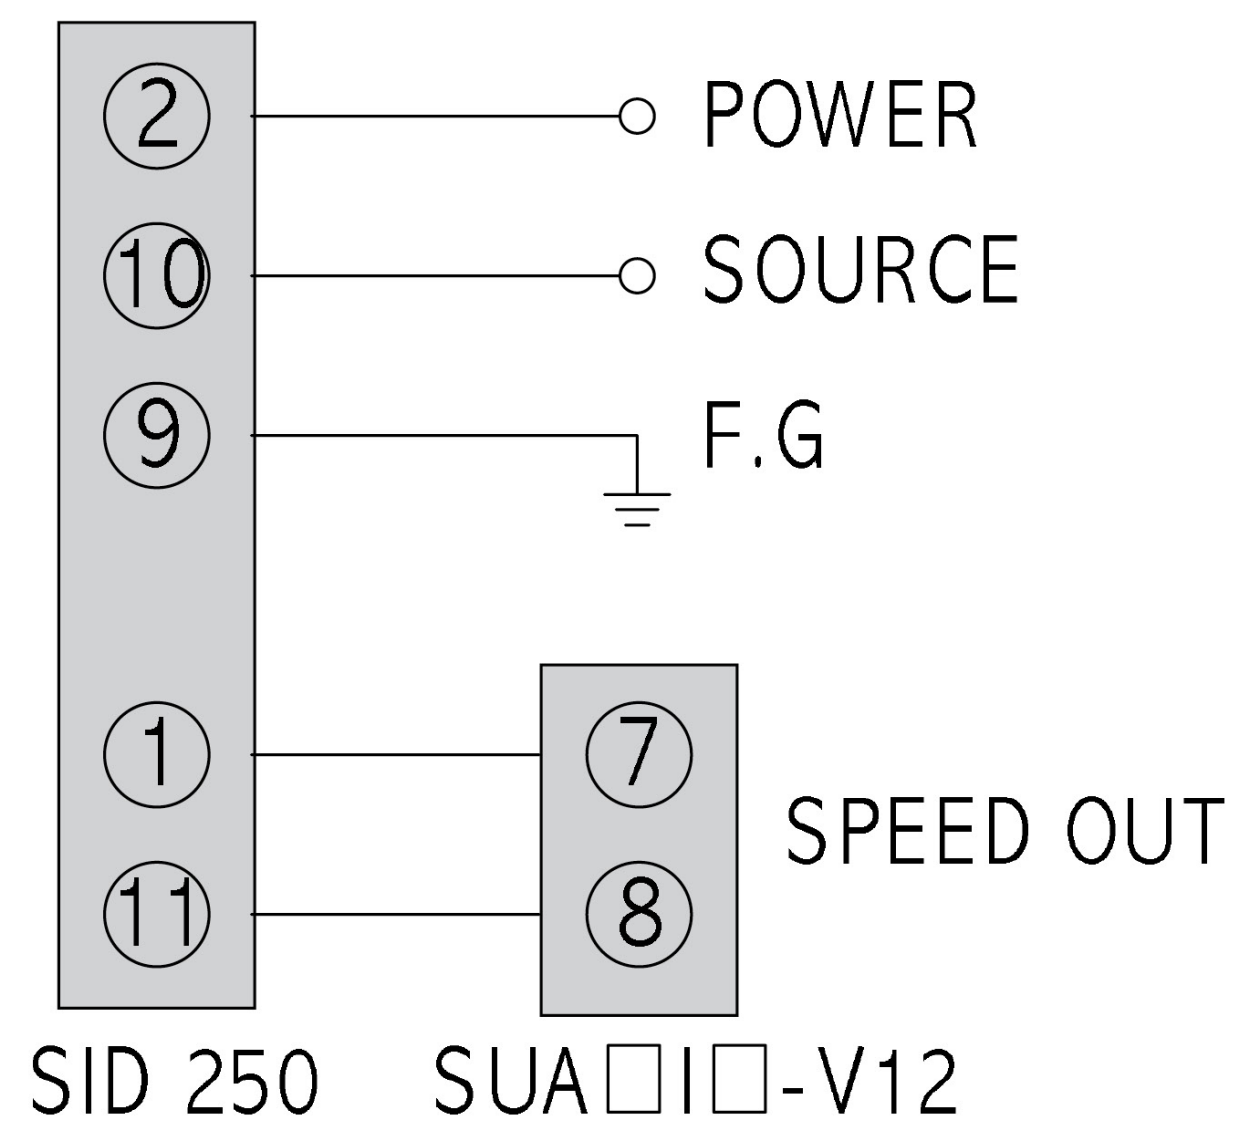 2 POWER
10 SOURCE
9 F.G
1 7
SPEED OUT
11 8
SID 250 SUA□I□-V12